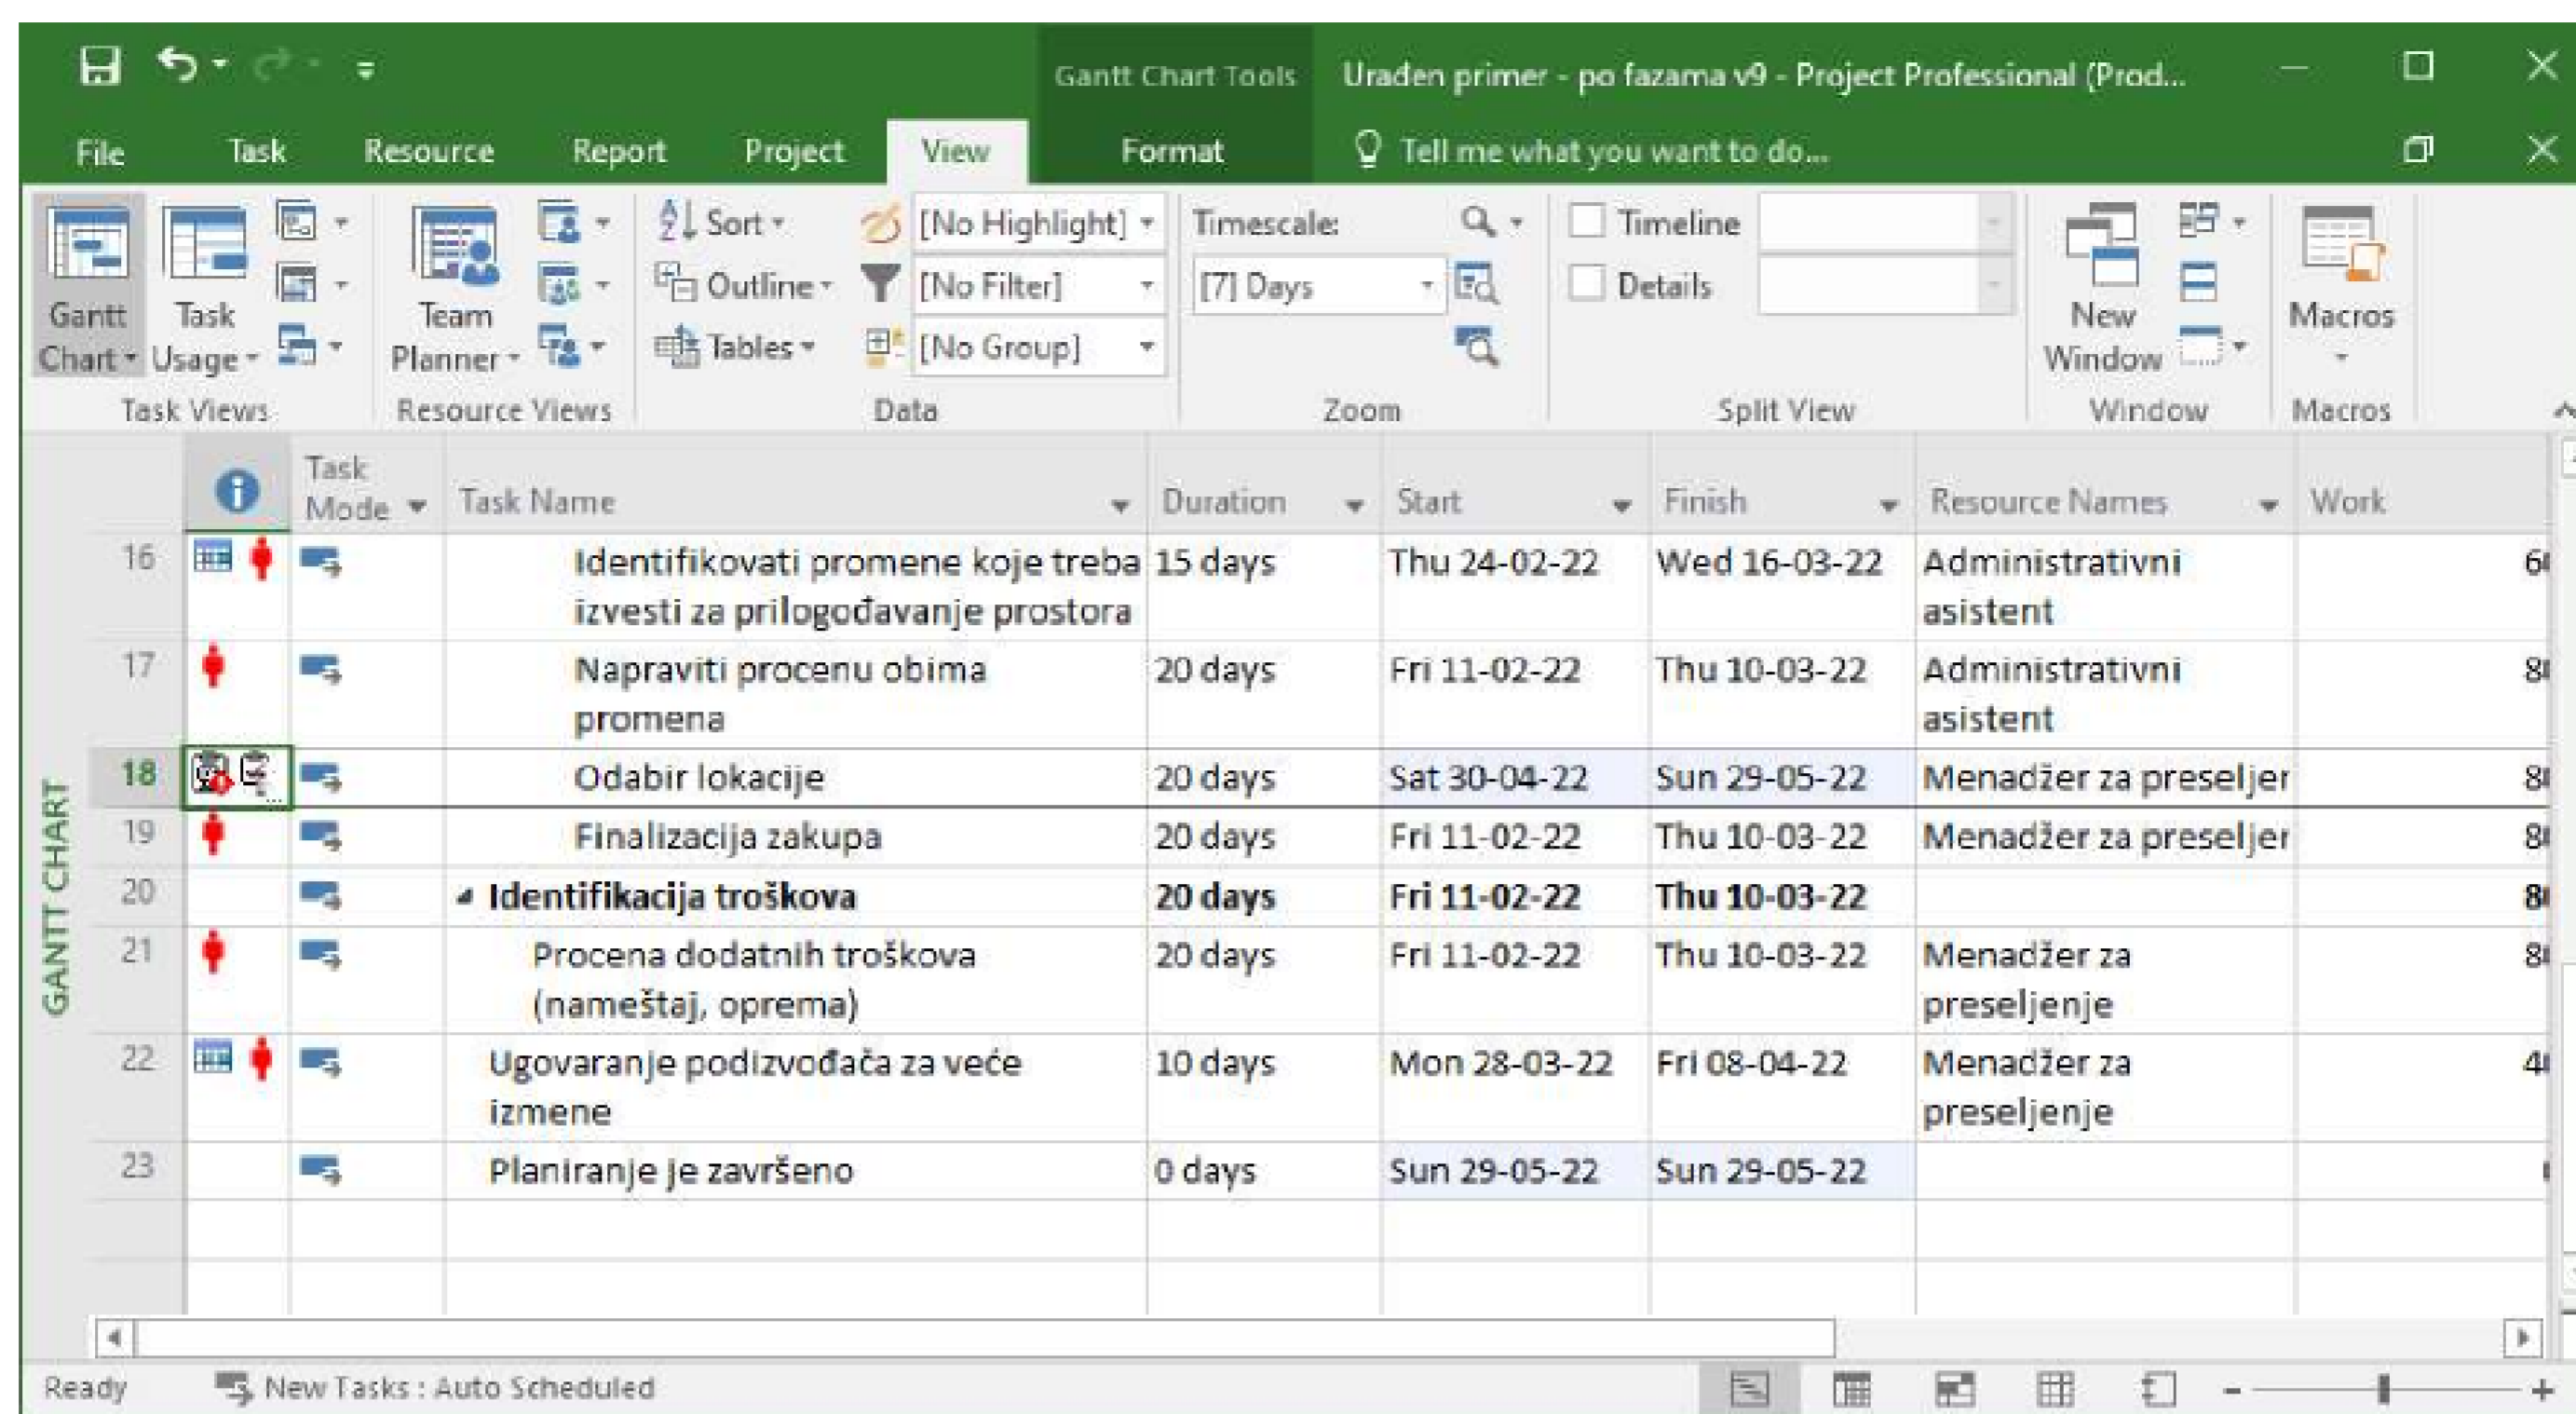 Gantt Chart Tools Urađen primer - po fazama v9 - Project Professional (Prod...
File Task Resource Report Project View Format Tell me what you want to do...
Gantt Chart
Task Usage
Team Planner
Sort
Outline
Tables
[No Highlight]
[No Filter]
[No Group]
Timescale:
[7] Days
Timeline
Details
New Window
Macros
Task Views Resource Views Data Zoom Split View Window Macros
GANTT CHART
Task Mode Task Name Duration Start Finish Resource Names Work
16 Identifikovati promene koje treba 15 days Thu 24-02-22 Wed 16-03-22 Administrativni
izvesti za prilogođavanje prostora asistent
17 Napraviti procenu obima 20 days Fri 11-02-22 Thu 10-03-22 Administrativni
promena asistent
18 Odabir lokacije 20 days Sat 30-04-22 Sun 29-05-22 Menadžer za preseljer
19 Finalizacija zakupa 20 days Fri 11-02-22 Thu 10-03-22 Menadžer za preseljer
20 Identifikacija troškova 20 days Fri 11-02-22 Thu 10-03-22
21 Procena dodatnih troškova 20 days Fri 11-02-22 Thu 10-03-22 Menadžer za
(nameštaj, oprema) preseljenje
22 Ugovaranje podizvođača za veće 10 days Mon 28-03-22 Fri 08-04-22 Menadžer za
izmene preseljenje
23 Planiranje je završeno 0 days Sun 29-05-22 Sun 29-05-22
Ready New Tasks : Auto Scheduled